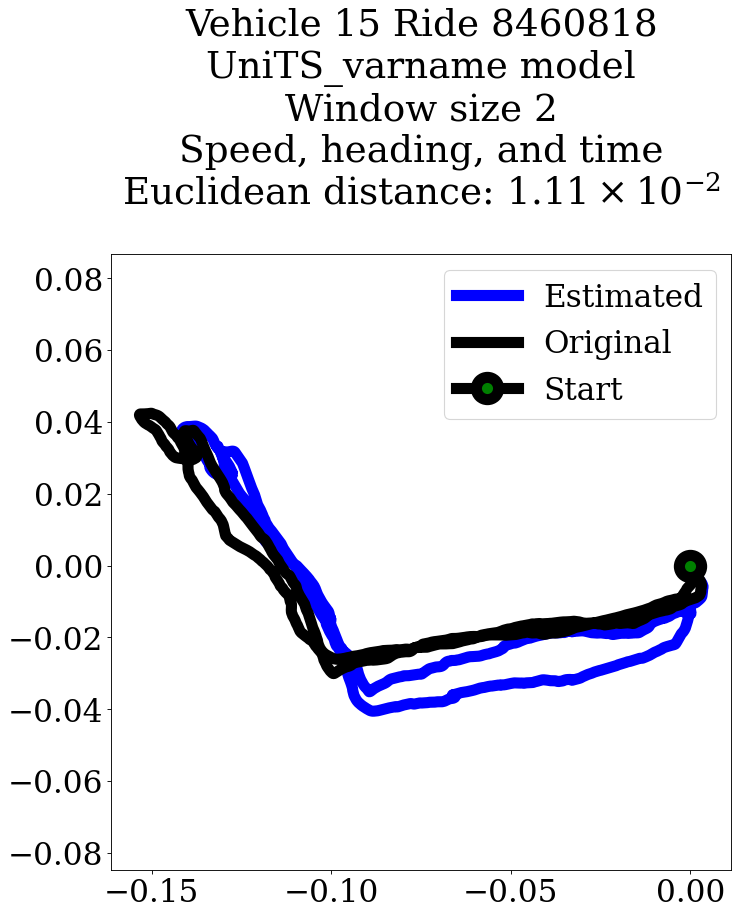 Vehicle 15 Ride 8460818
UniTS_varname model
Window size 2
Speed, heading, and time
Euclidean distance: 1.11 × 10⁻²
Estimated
Original
Start
0.08
0.06
0.04
0.02
0.00
−0.02
−0.04
−0.06
−0.08
−0.15 −0.10 −0.05 0.00